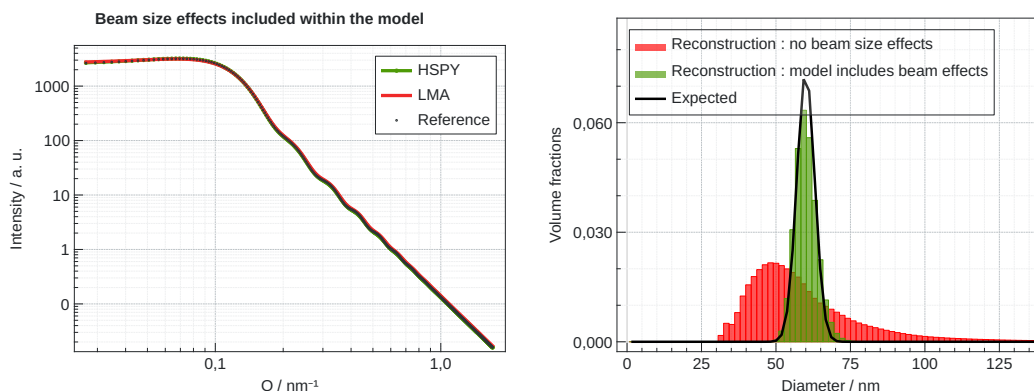 Beam size effects included within the model
Intensity / a. u.
1000
100
10
1
0
HSPY
LMA
Reference
0,1
1,0
Q / nm⁻¹
Volume fractions
0,060
0,030
0,000
Reconstruction : no beam size effects
Reconstruction : model includes beam effects
Expected
0
25
50
75
100
125
Diameter / nm